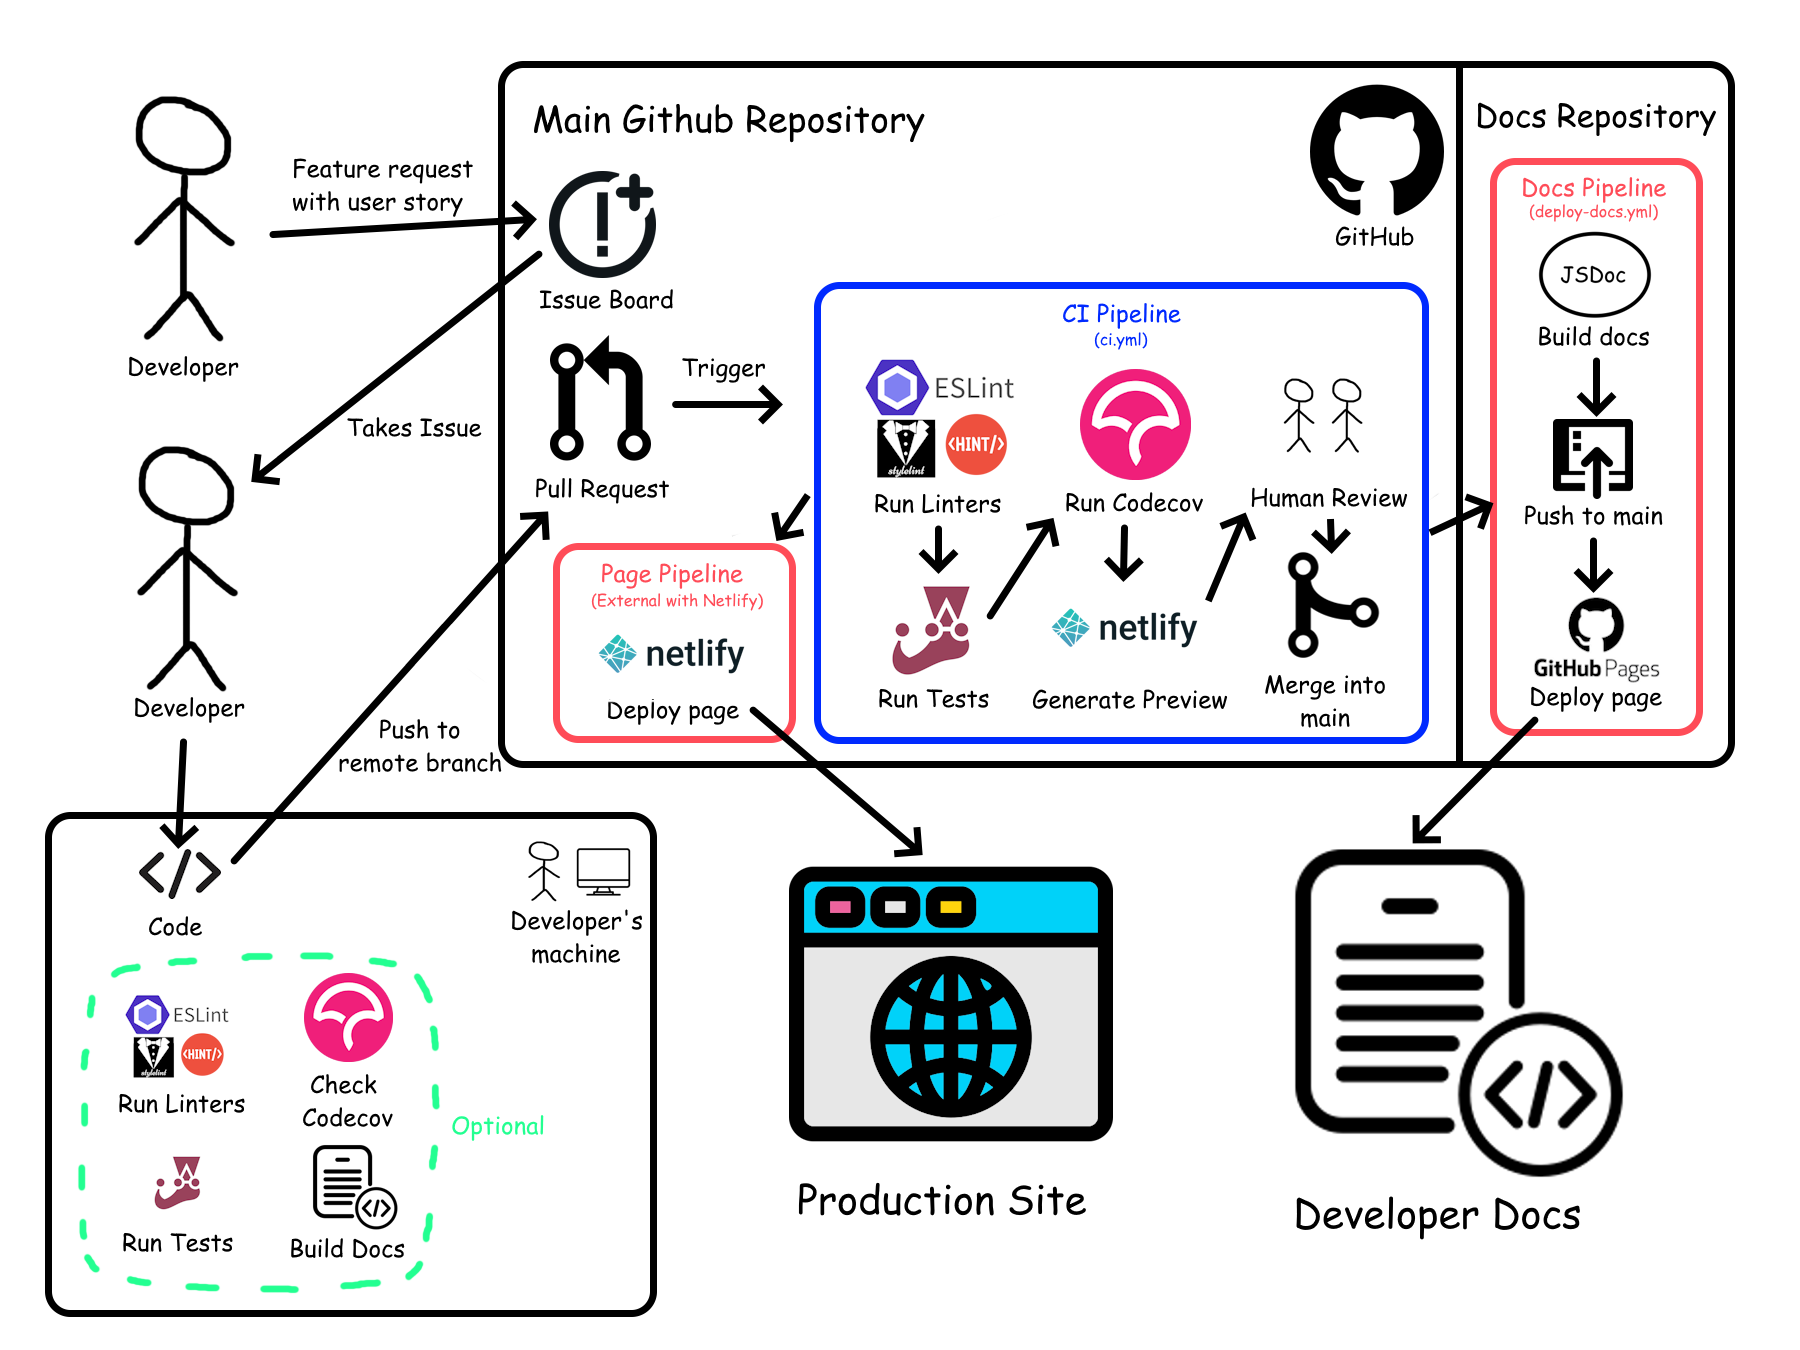 Main Github Repository
Docs Repository
Feature request
with user story
Issue Board
GitHub
Developer
Takes Issue
Pull Request
Trigger
CI Pipeline
(ci.yml)
ESLint
stylelint
<HINT/>
Run Linters
Run Tests
Run Codecov
netlify
Generate Preview
Human Review
Merge into
main
Docs Pipeline
(deploy-docs.yml)
JSDoc
Build docs
Push to main
GitHub Pages
Deploy page
Page Pipeline
(External with Netlify)
netlify
Deploy page
Developer
Push to
remote branch
</>
Code
Developer's
machine
ESLint
stylelint
<HINT/>
Run Linters
Check
Codecov
Optional
Run Tests
</>
Build Docs
Production Site
</>
Developer Docs